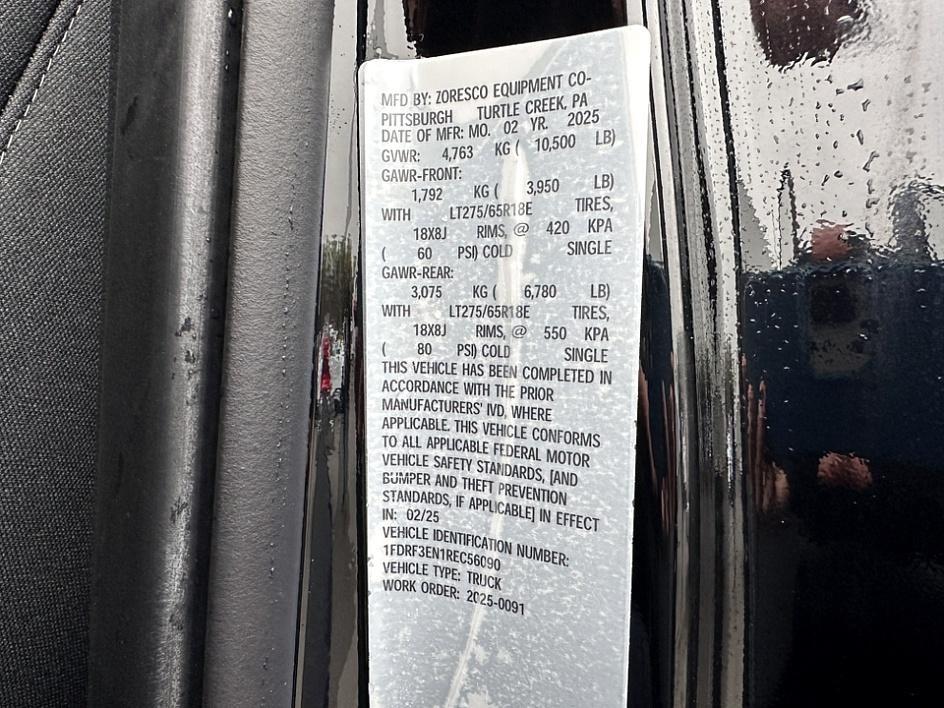 MFD BY: ZORESCO EQUIPMENT CO-
PITTSBURGH TURTLE CREEK, PA
DATE OF MFR: MO. 02 YR. 2025
GVWR: 4,763 KG ( 10,500 LB)
GAWR-FRONT:
1,792 KG ( 3,950 LB)
WITH LT275/65R18E TIRES,
18X8J RIMS, @ 420 KPA
( 60 PSI) COLD SINGLE
GAWR-REAR:
3,075 KG ( 6,780 LB)
WITH LT275/65R18E TIRES,
18X8J RIMS, @ 550 KPA
( 80 PSI) COLD SINGLE
THIS VEHICLE HAS BEEN COMPLETED IN
ACCORDANCE WITH THE PRIOR
MANUFACTURERS' IVD, WHERE
APPLICABLE. THIS VEHICLE CONFORMS
TO ALL APPLICABLE FEDERAL MOTOR
VEHICLE SAFETY STANDARDS, [AND
BUMPER AND THEFT PREVENTION
STANDARDS, IF APPLICABLE] IN EFFECT
IN: 02/25
VEHICLE IDENTIFICATION NUMBER:
1FDRF3EN1REC56090
VEHICLE TYPE: TRUCK
WORK ORDER: 2025-0091